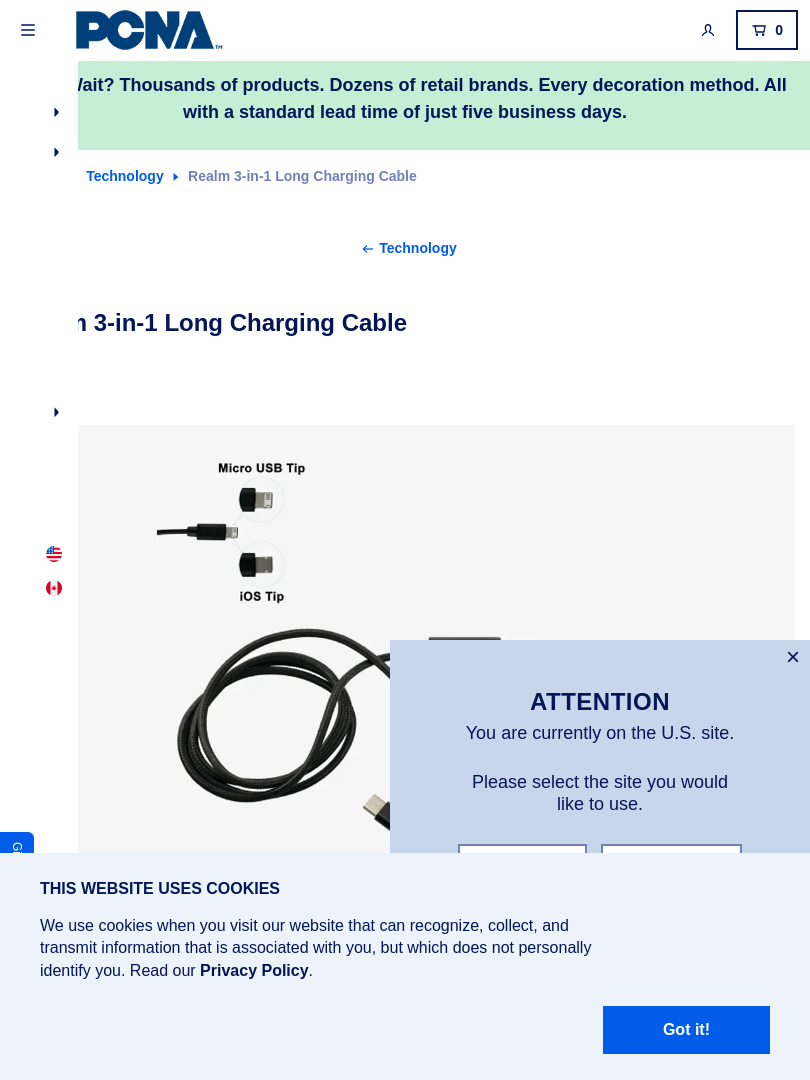 PCNA™
0
Wait? Thousands of products. Dozens of retail brands. Every decoration method. All
with a standard lead time of just five business days.
Technology
Realm 3-in-1 Long Charging Cable
Technology
3-in-1 Long Charging Cable
Micro USB Tip
iOS Tip
ATTENTION
You are currently on the U.S. site.
Please select the site you would
like to use.
THIS WEBSITE USES COOKIES
We use cookies when you visit our website that can recognize, collect, and
transmit information that is associated with you, but which does not personally
identify you. Read our Privacy Policy.
Got it!